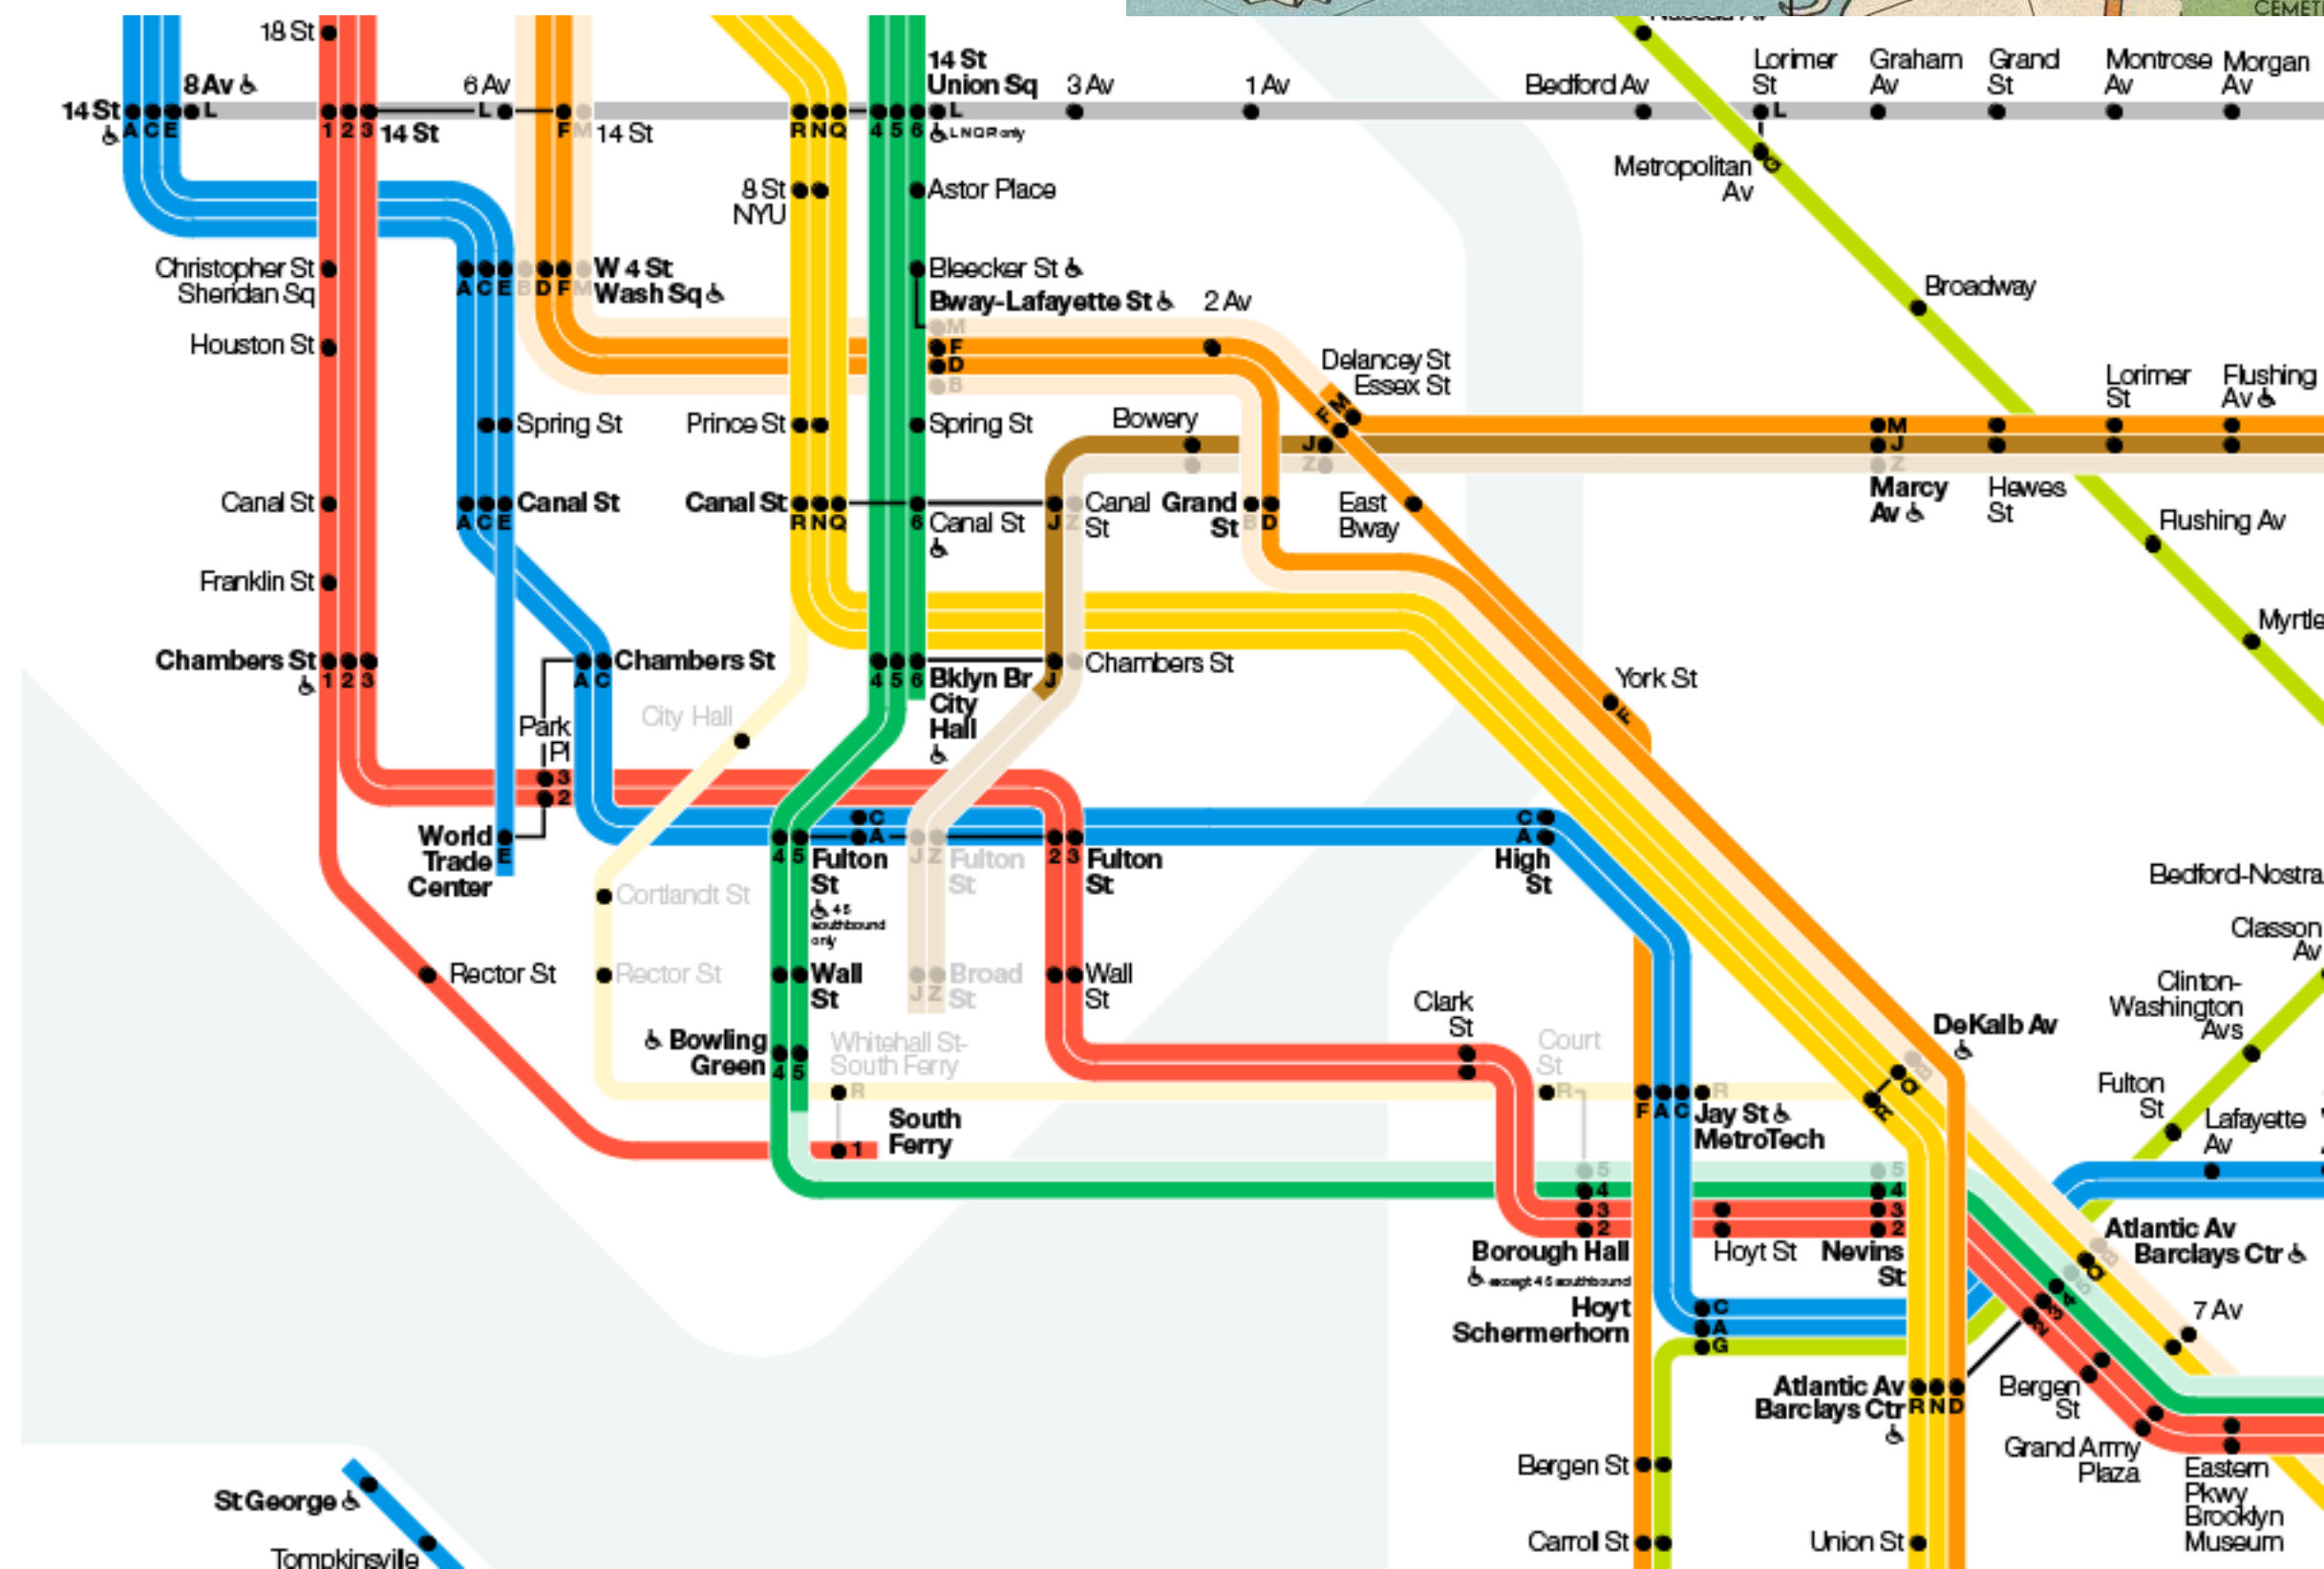 CEMET
Nassau Av
18 St
14 St
Union Sq
L
L N Q R only
8 Av
L
14 St
A C E
1 2 3
14 St
6 Av
L
F M
14 St
R N Q
4 5 6
3 Av
1 Av
Bedford Av
Lorimer
St
L
Graham
Av
Grand
St
Montrose
Av
Morgan
Av
Metropolitan
Av
G
8 St
NYU
Astor Place
Christopher St
Sheridan Sq
A C E B D F M
W 4 St
Wash Sq
Bleecker St
Bway-Lafayette St
M
F
D
B
2 Av
Broadway
Houston St
Delancey St
Essex St
F M
J
Z
Lorimer
St
Flushing
Av
Spring St
Prince St
Spring St
Bowery
M
J
Z
Marcy
Av
Hewes
St
Canal St
A C E
Canal St
Canal St
R N Q
6
Canal St
J Z
Canal
St
Grand
St
B D
East
Bway
Flushing Av
Franklin St
Myrtle
Chambers St
1 2 3
A C
Chambers St
4 5 6
Bklyn Br
City
Hall
J
Chambers St
York St
F
Park
Pl
3
2
City Hall
World
Trade
Center
E
C
A
4 5
Fulton
St
4 5
southbound
only
J Z
Fulton
St
2 3
Fulton
St
C
A
High
St
Bedford-Nostra
Cortlandt St
Classon
Av
Rector St
Rector St
Wall
St
J Z
Broad
St
Wall
St
Clinton-
Washington
Avs
Clark
St
Bowling
Green
4 5
Whitehall St-
South Ferry
R
Court
St
R
DeKalb Av
B
Q
R
F A C
R
Jay St
MetroTech
Fulton
St
Lafayette
Av
South
Ferry
1
5
4
3
2
Borough Hall
except 4 5 southbound
Hoyt St
5
4
3
2
Nevins
St
Atlantic Av
Barclays Ctr
B
Q
5
4
3
2
Hoyt
Schermerhorn
C
A
G
7 Av
Atlantic Av
Barclays Ctr
R N D
Bergen
St
Grand Army
Plaza
Eastern
Pkwy
Brooklyn
Museum
Bergen St
Carroll St
Union St
St George
Tompkinsville